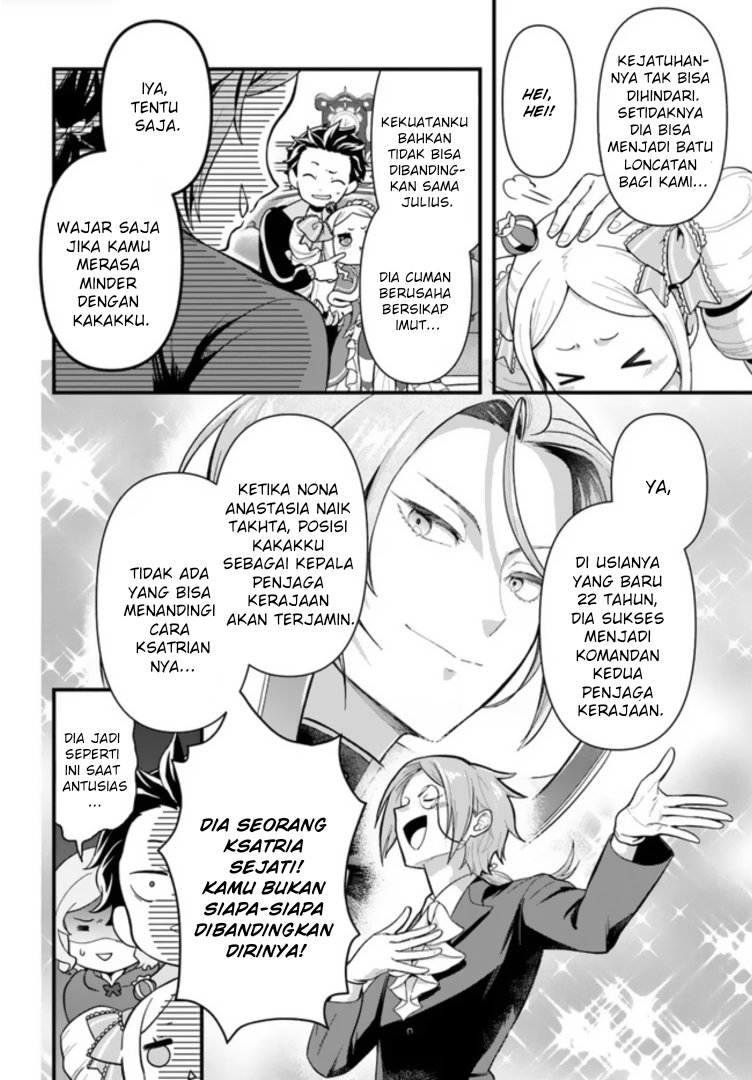 KEJATUHAN-
NYA TAK BISA
DIHINDARI.
SETIDAKNYA
DIA BISA
MENJADI BATU
LONCATAN
BAGI KAMI...
HEI,
HEI!
KEKUATANKU
BAHKAN
TIDAK BISA
DIBANDING-
KAN SAMA
JULIUS.
DIA CUMAN
BERUSAHA
BERSIKAP
IMUT...
IYA,
TENTU
SAJA.
WAJAR SAJA
JIKA KAMU
MERASA
MINDER
DENGAN
KAKAKKU.
YA,
DI USIANYA
YANG BARU
22 TAHUN,
DIA SUKSES
MENJADI
KOMANDAN
KEDUA
PENJAGA
KERAJAAN.
KETIKA NONA
ANASTASIA NAIK
TAKHTA, POSISI
KAKAKKU
SEBAGAI KEPALA
PENJAGA
KERAJAAN
AKAN TERJAMIN.
TIDAK ADA
YANG BISA
MENANDINGI
CARA
KSATRIAN
NYA...
DIA SEORANG
KSATRIA
SEJATI!
KAMU BUKAN
SIAPA-SIAPA
DIBANDINGKAN
DIRINYA!
DIA JADI
SEPERTI
INI SAAT
ANTUSIAS
...